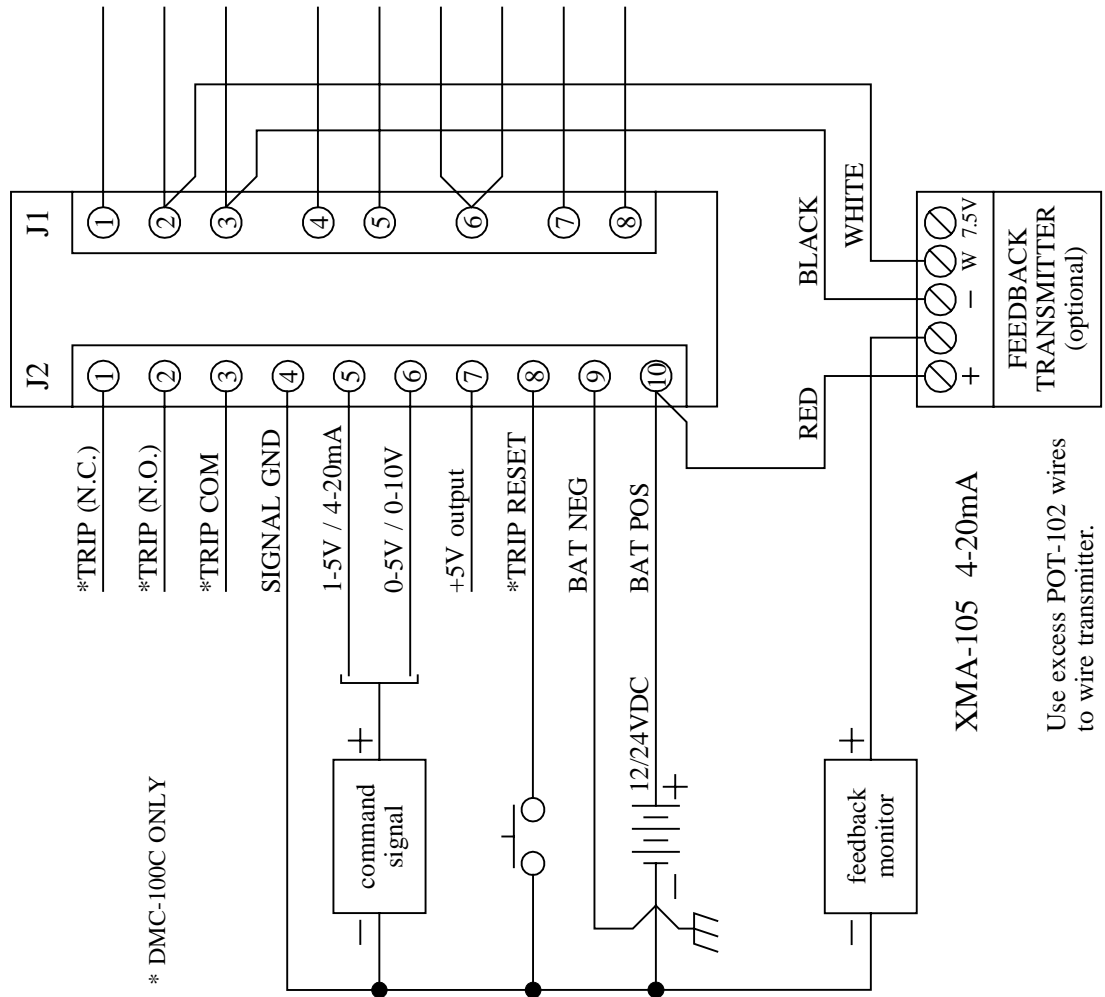 J1
1
2
3
4
5
6
7
8
J2
1
2
3
4
5
6
7
8
9
10
*TRIP (N.C.)
*TRIP (N.O.)
*TRIP COM
SIGNAL GND
1-5V / 4-20mA
0-5V / 0-10V
+5V output
*TRIP RESET
BAT NEG
BAT POS
12/24VDC
+
−
+
command
signal
−
* DMC-100C ONLY
BLACK
WHITE
RED
W 7.5V
−
+
FEEDBACK
TRANSMITTER
(optional)
+
feedback
monitor
−
XMA-105 4-20mA
Use excess POT-102 wires
to wire transmitter.